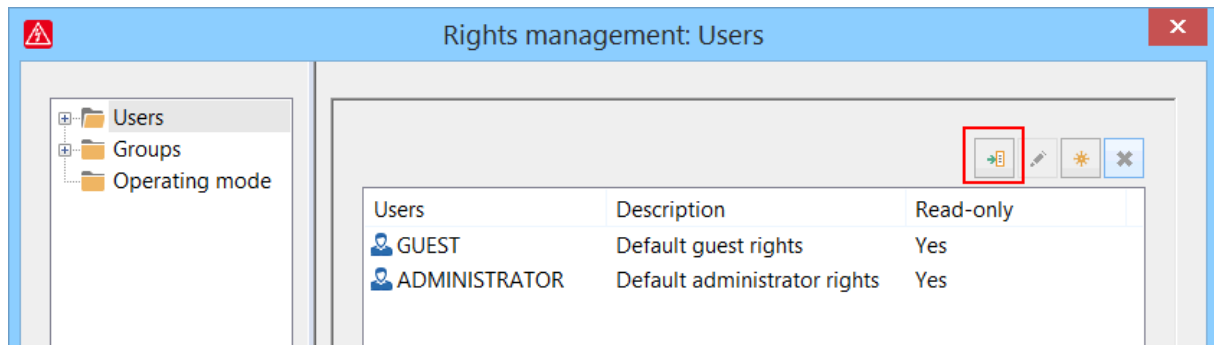 Rights management: Users
Users
Groups
Operating mode
Users Description Read-only
GUEST Default guest rights Yes
ADMINISTRATOR Default administrator rights Yes